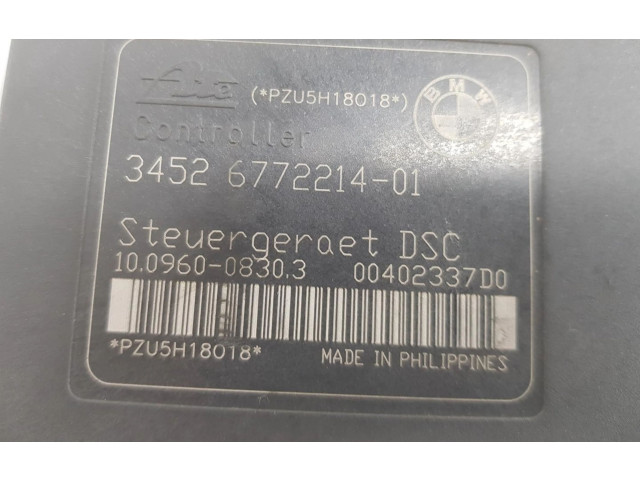 Ate (*PZU5H18018*) BMW
Controller
3452 6772214-01
Steuergeraet DSC
10.0960-0830.3 00402337D0
*PZU5H18018* MADE IN PHILIPPINES